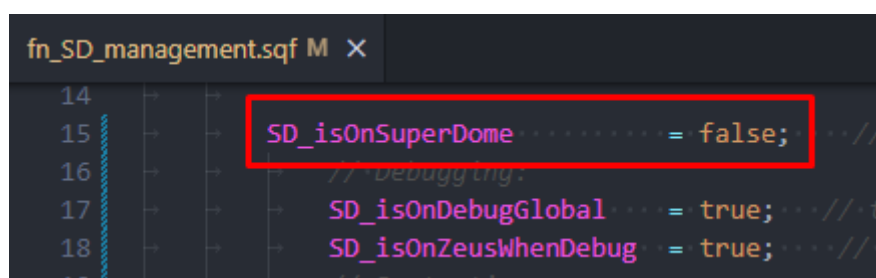 fn_SD_management.sqf M ×
14
15 SD_isOnSuperDome = false; //
16 // Debugging:
17 SD_isOnDebugGlobal = true; //
18 SD_isOnZeusWhenDebug = true; //